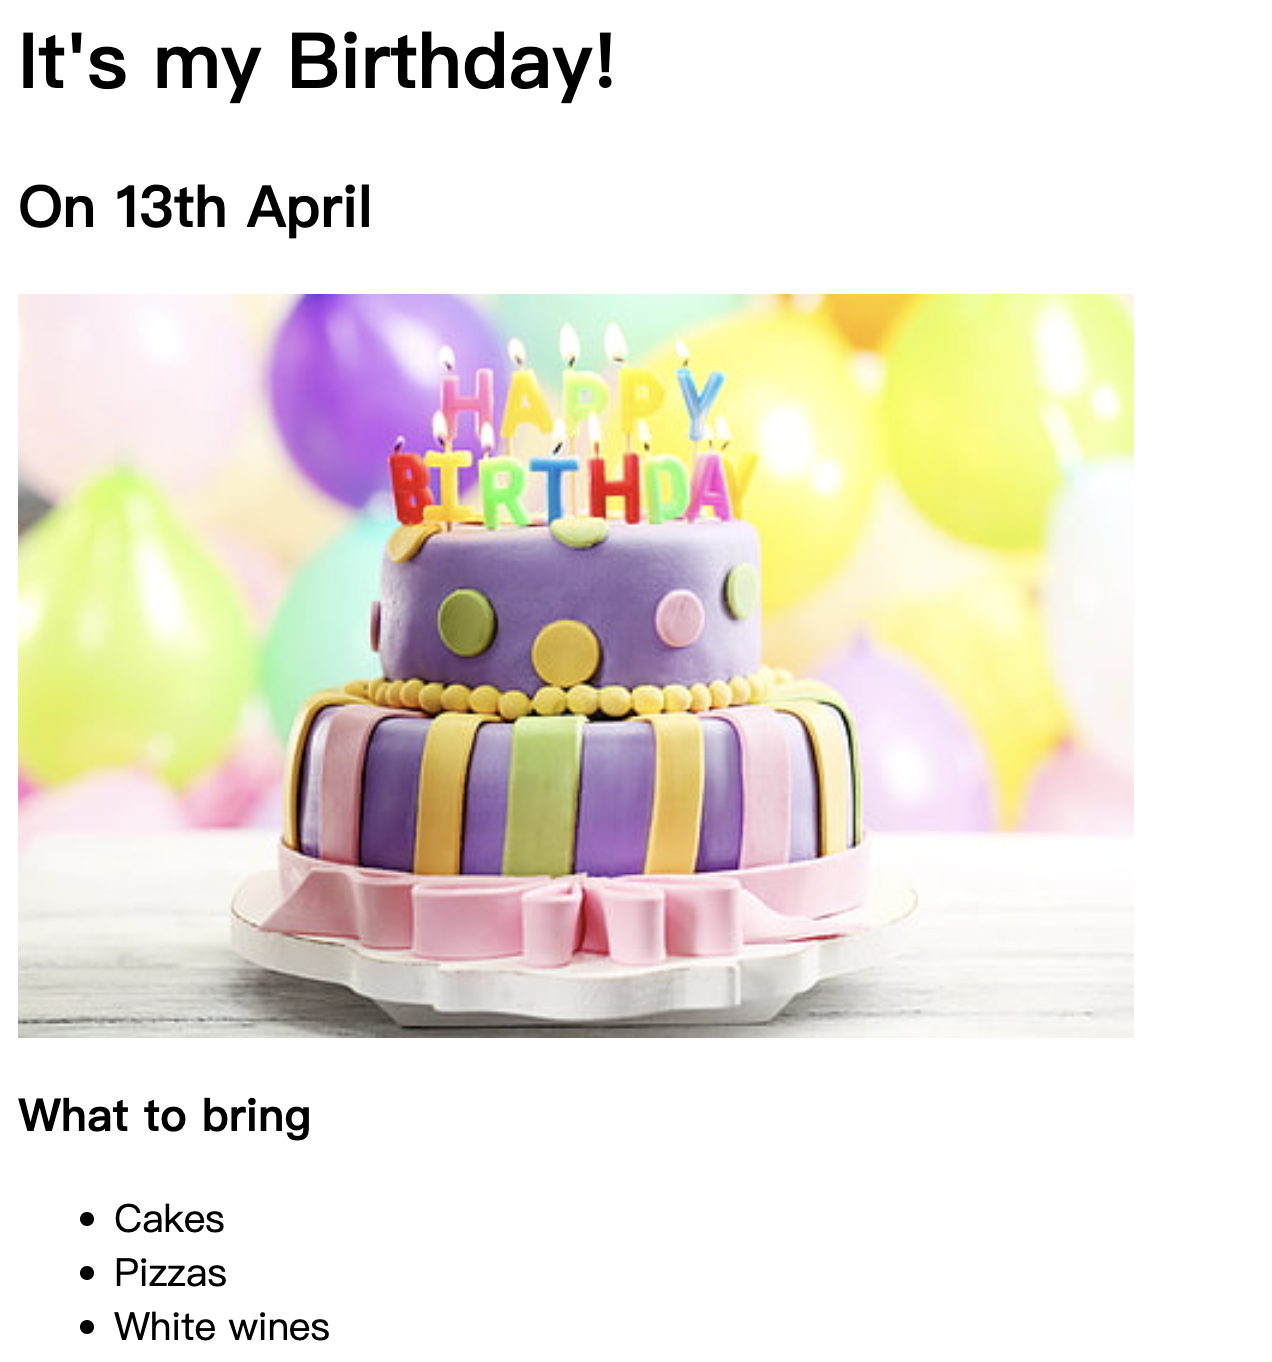 It's my Birthday!
On 13th April
HAPPY
BIRTHDAY
What to bring
Cakes
Pizzas
White wines